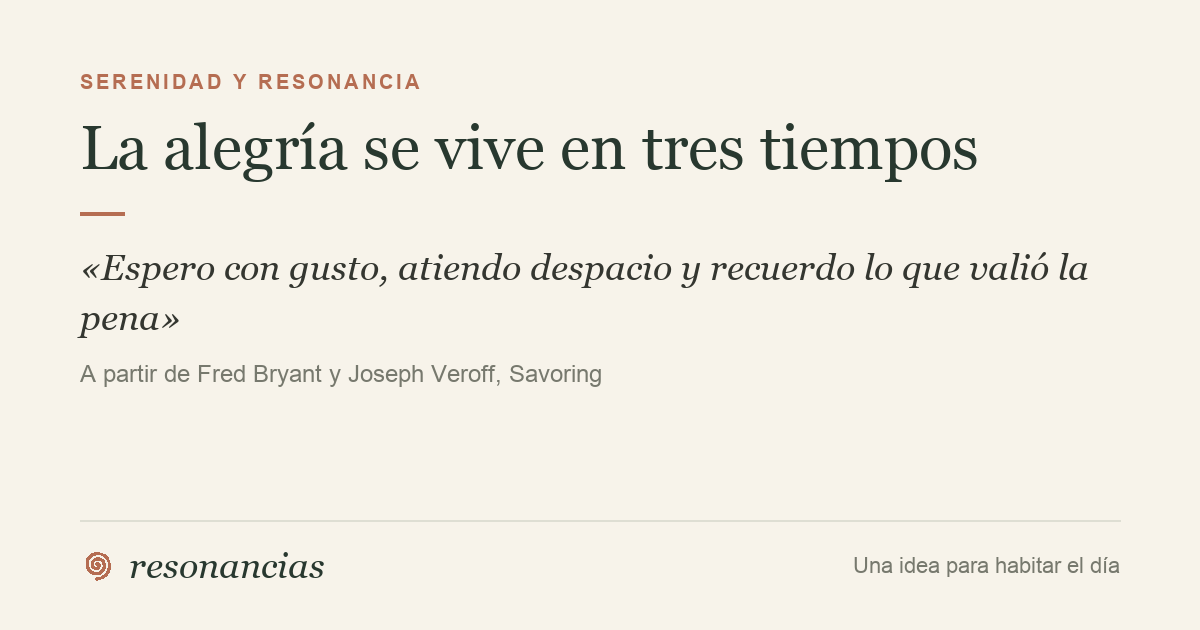 SERENIDAD Y RESONANCIA
La alegría se vive en tres tiempos
«Espero con gusto, atiendo despacio y recuerdo lo que valió la
pena»
A partir de Fred Bryant y Joseph Veroff, Savoring
resonancias
Una idea para habitar el día